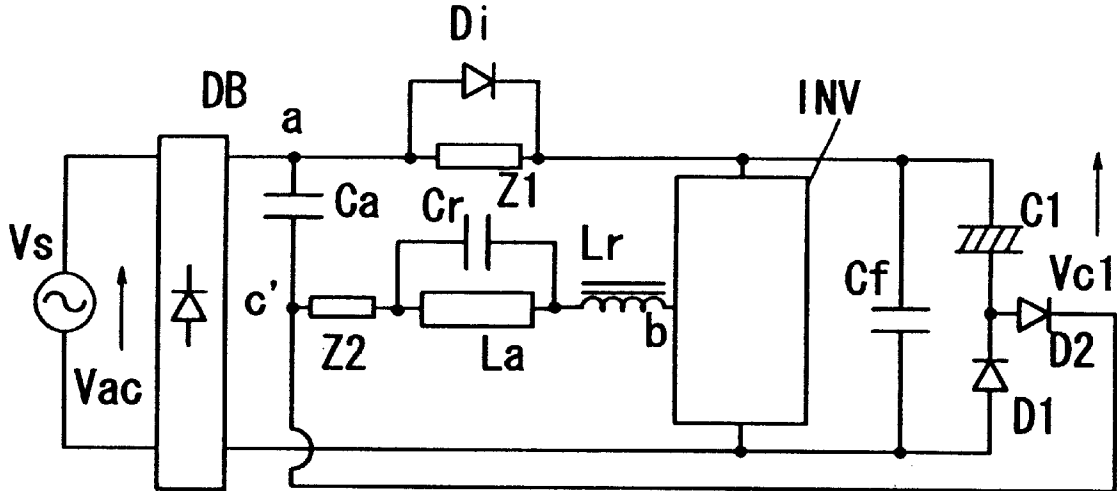 Di
DB
INV
a
Ca
Z1
Cr
C1
Vs
Lr
Vc1
Cf
c'
b
Z2
La
D2
Vac
D1